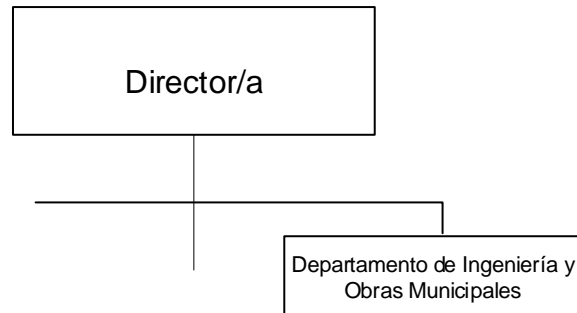 Director/a
Departamento de Ingeniería y
Obras Municipales